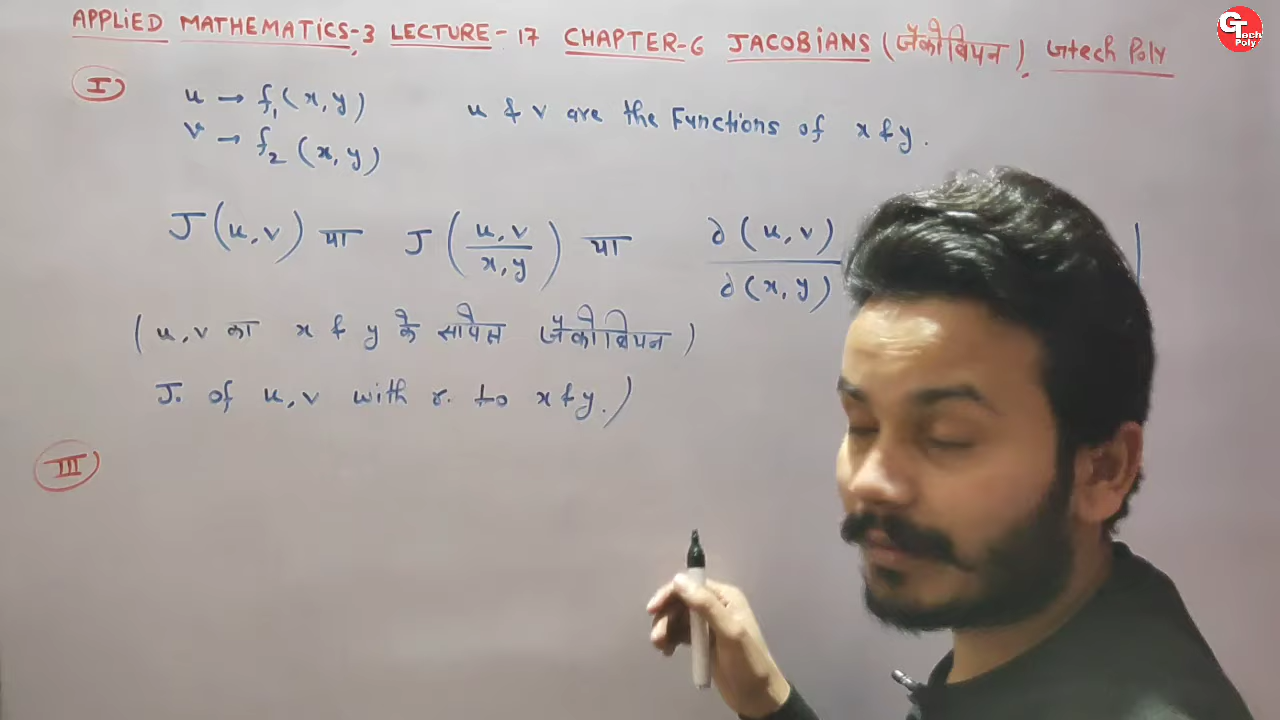 APPLIED MATHEMATICS-3 LECTURE-17 CHAPTER-6 JACOBIANS (जैकोबियन), Gtech Poly
GTech Poly
I)
u → f₁(x,y) u & v are the Functions of x & y.
v → f₂(x,y)
J(u,v) या J(u,v/x,y) या ∂(u,v)/∂(x,y) |
(u,v का x & y के सापेक्ष जैकोबियन)
J. of u,v with r. to x & y.)
III